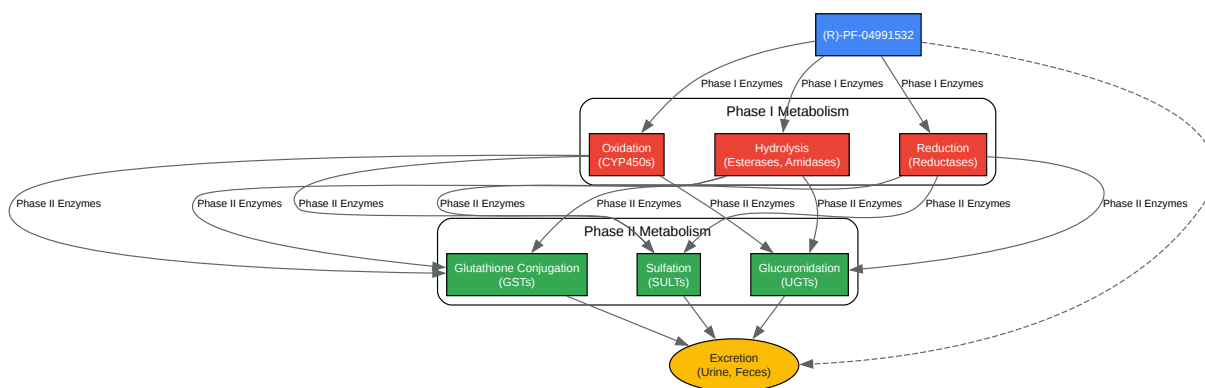 (R)-PF-04991532
Phase I Enzymes
Phase I Enzymes
Phase I Enzymes
Phase I Metabolism
Oxidation
(CYP450s)
Hydrolysis
(Esterases, Amidases)
Reduction
(Reductases)
Phase II Enzymes
Phase II Enzymes
Phase II Enzymes
Phase II Enzymes
Phase II Enzymes
Phase II Enzymes
Phase II Enzymes
Phase II Enzymes
Phase II Enzymes
Phase II Metabolism
Glutathione Conjugation
(GSTs)
Sulfation
(SULTs)
Glucuronidation
(UGTs)
Excretion
(Urine, Feces)